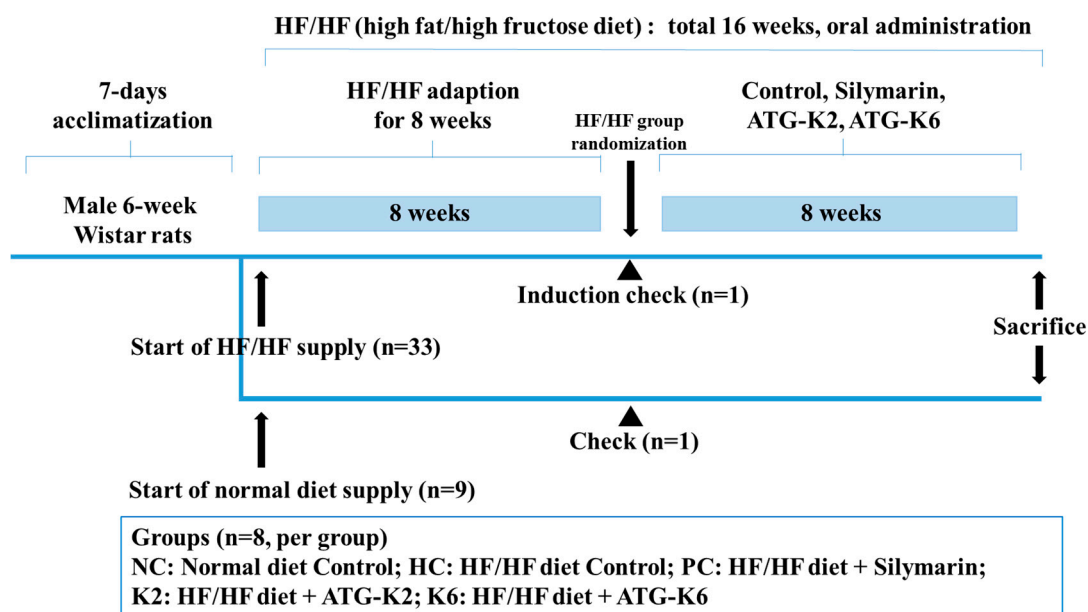 HF/HF (high fat/high fructose diet) : total 16 weeks, oral administration
7-days
acclimatization
HF/HF adaption
for 8 weeks
HF/HF group
randomization
Control, Silymarin,
ATG-K2, ATG-K6
Male 6-week
Wistar rats
8 weeks
8 weeks
Induction check (n=1)
Start of HF/HF supply (n=33)
Sacrifice
Check (n=1)
Start of normal diet supply (n=9)
Groups (n=8, per group)
NC: Normal diet Control; HC: HF/HF diet Control; PC: HF/HF diet + Silymarin;
K2: HF/HF diet + ATG-K2; K6: HF/HF diet + ATG-K6